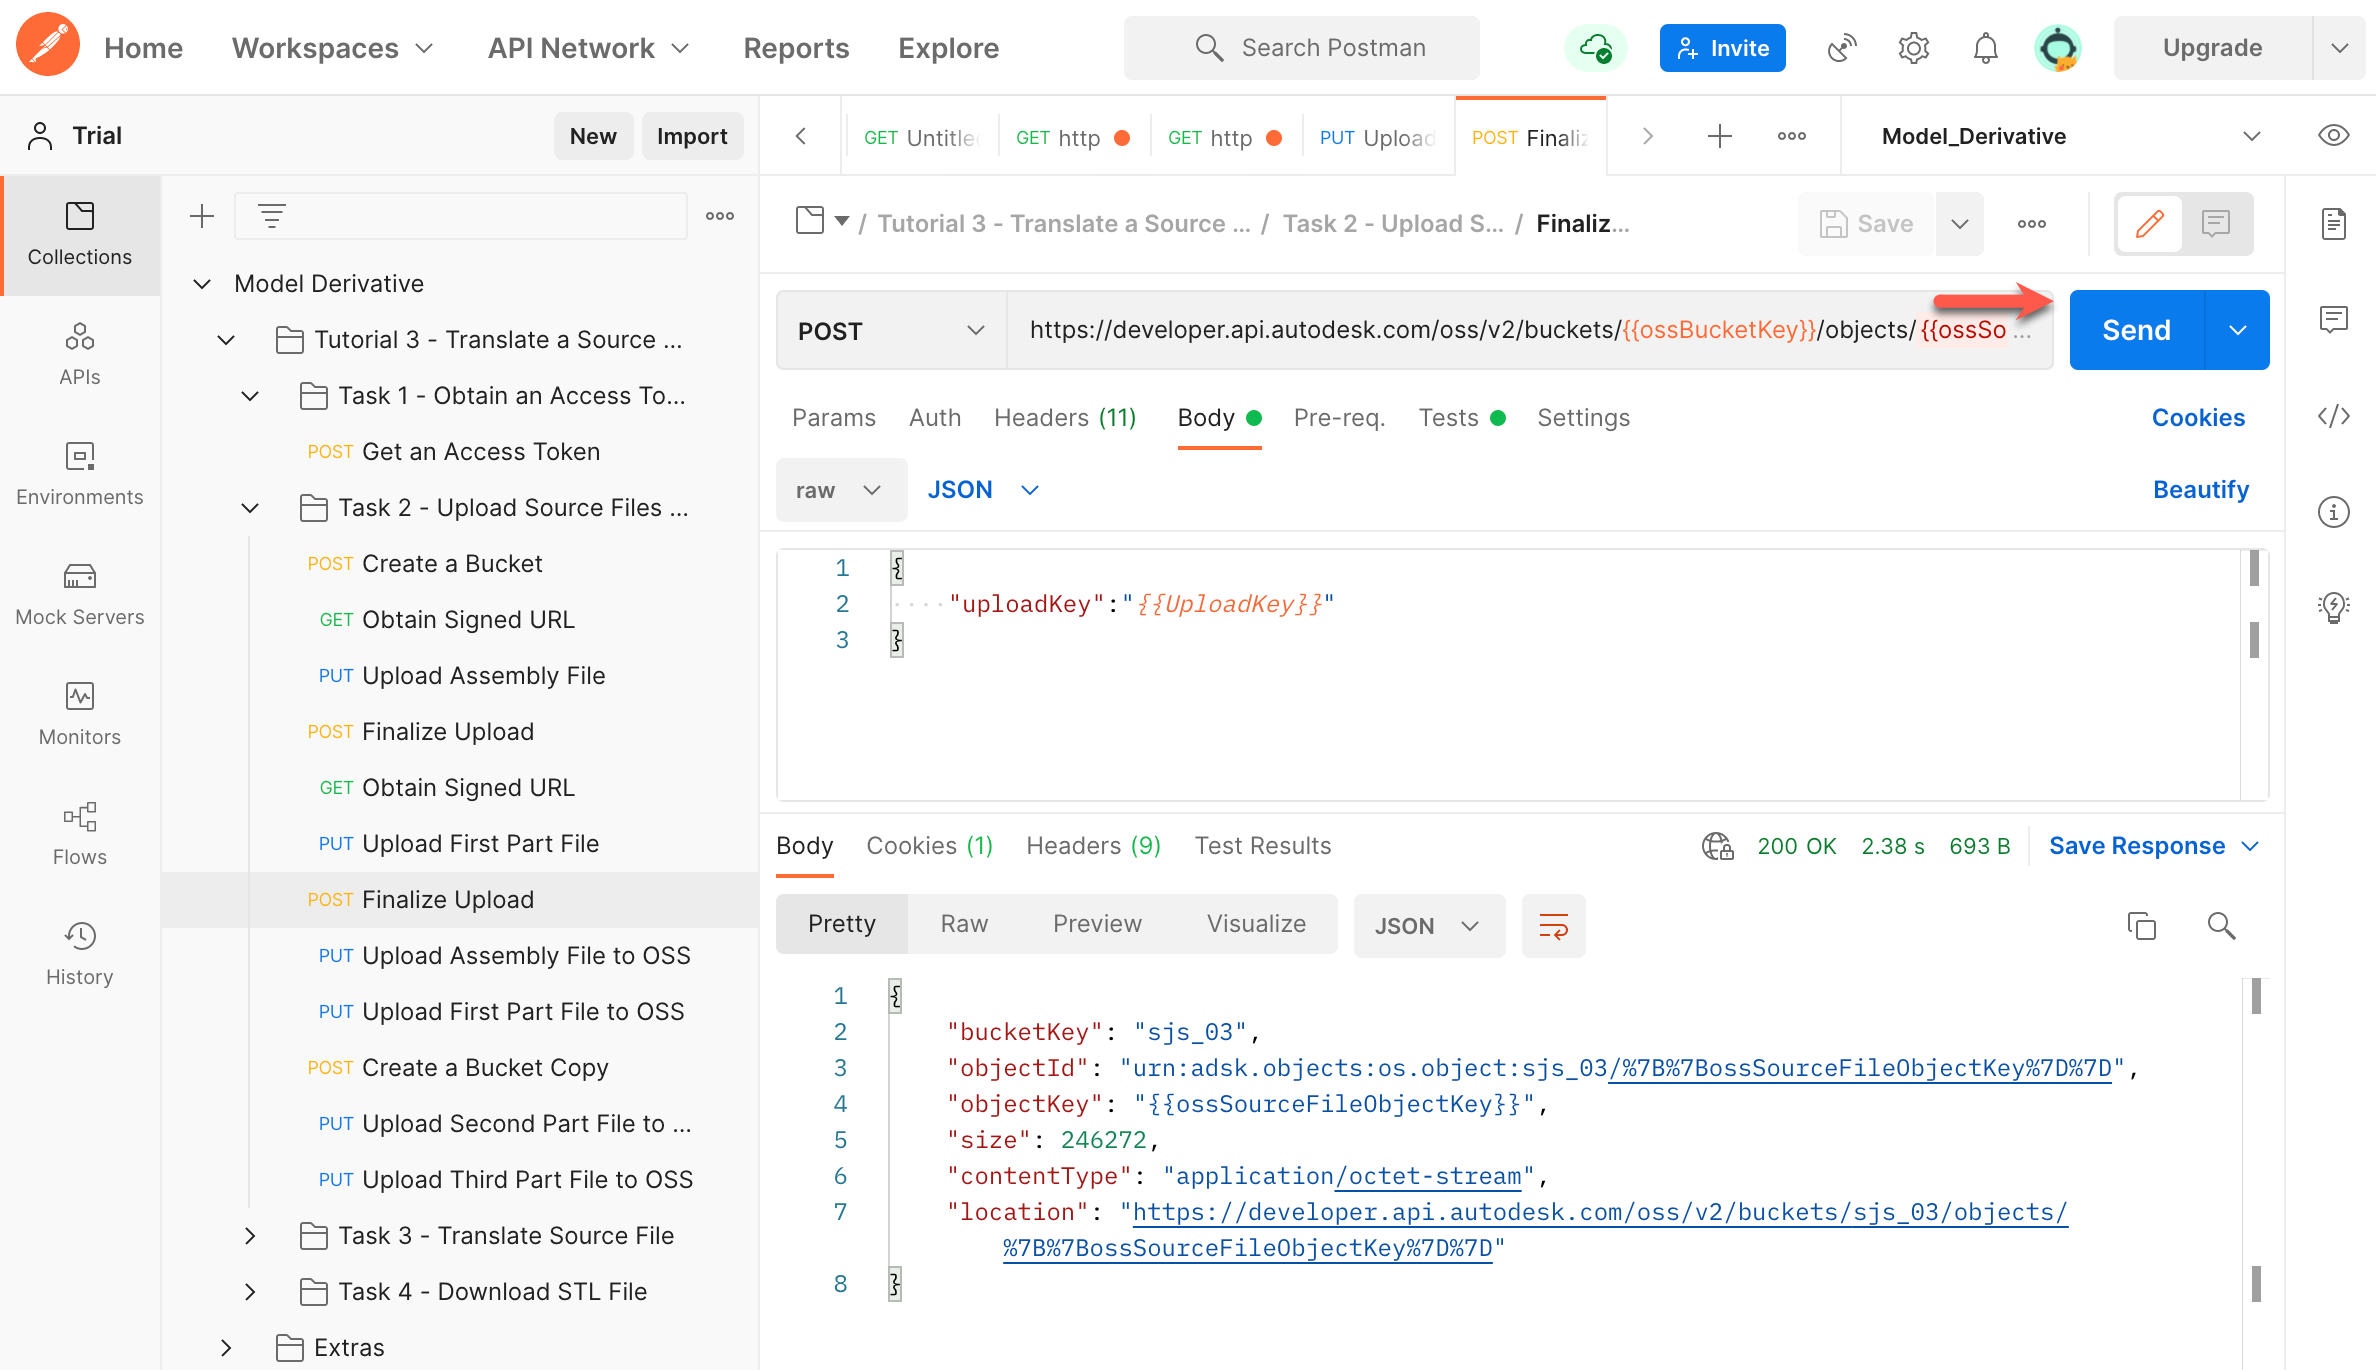 Home Workspaces API Network Reports Explore Search Postman Invite Upgrade
Trial New Import
GET Untitled GET http GET http PUT Upload POST Finaliz Model_Derivative
Collections
APIs
Environments
Mock Servers
Monitors
Flows
History
Model Derivative
Tutorial 3 - Translate a Source ...
Task 1 - Obtain an Access To...
POST Get an Access Token
Task 2 - Upload Source Files ...
POST Create a Bucket
GET Obtain Signed URL
PUT Upload Assembly File
POST Finalize Upload
GET Obtain Signed URL
PUT Upload First Part File
POST Finalize Upload
PUT Upload Assembly File to OSS
PUT Upload First Part File to OSS
POST Create a Bucket Copy
PUT Upload Second Part File to ...
PUT Upload Third Part File to OSS
Task 3 - Translate Source File
Task 4 - Download STL File
Extras
/ Tutorial 3 - Translate a Source ... / Task 2 - Upload S... / Finaliz... Save
POST https://developer.api.autodesk.com/oss/v2/buckets/{{ossBucketKey}}/objects/{{ossSo ... Send
Params Auth Headers (11) Body Pre-req. Tests Settings Cookies
raw JSON Beautify
1 {
2 "uploadKey":"{{UploadKey}}"
3 }
Body Cookies (1) Headers (9) Test Results 200 OK 2.38 s 693 B Save Response
Pretty Raw Preview Visualize JSON
1 {
2 "bucketKey": "sjs_03",
3 "objectId": "urn:adsk.objects:os.object:sjs_03/%7B%7BossSourceFileObjectKey%7D%7D",
4 "objectKey": "{{ossSourceFileObjectKey}}",
5 "size": 246272,
6 "contentType": "application/octet-stream",
7 "location": "https://developer.api.autodesk.com/oss/v2/buckets/sjs_03/objects/
%7B%7BossSourceFileObjectKey%7D%7D"
8 }